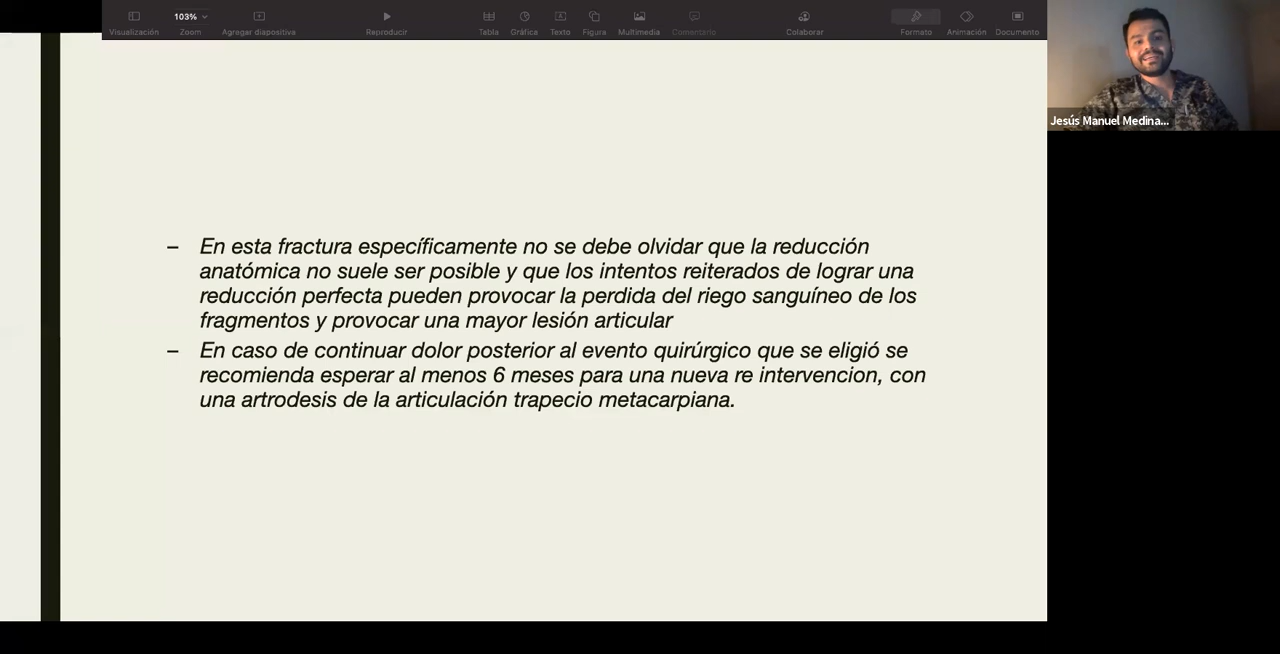 103%
Visualización Zoom Agregar diapositiva Reproducir Tabla Gráfica Texto Figura Multimedia Comentario Colaborar Formato Animación Documento
Jesús Manuel Medina...
– En esta fractura específicamente no se debe olvidar que la reducción
anatómica no suele ser posible y que los intentos reiterados de lograr una
reducción perfecta pueden provocar la perdida del riego sanguíneo de los
fragmentos y provocar una mayor lesión articular
– En caso de continuar dolor posterior al evento quirúrgico que se eligió se
recomienda esperar al menos 6 meses para una nueva re intervencion, con
una artrodesis de la articulación trapecio metacarpiana.